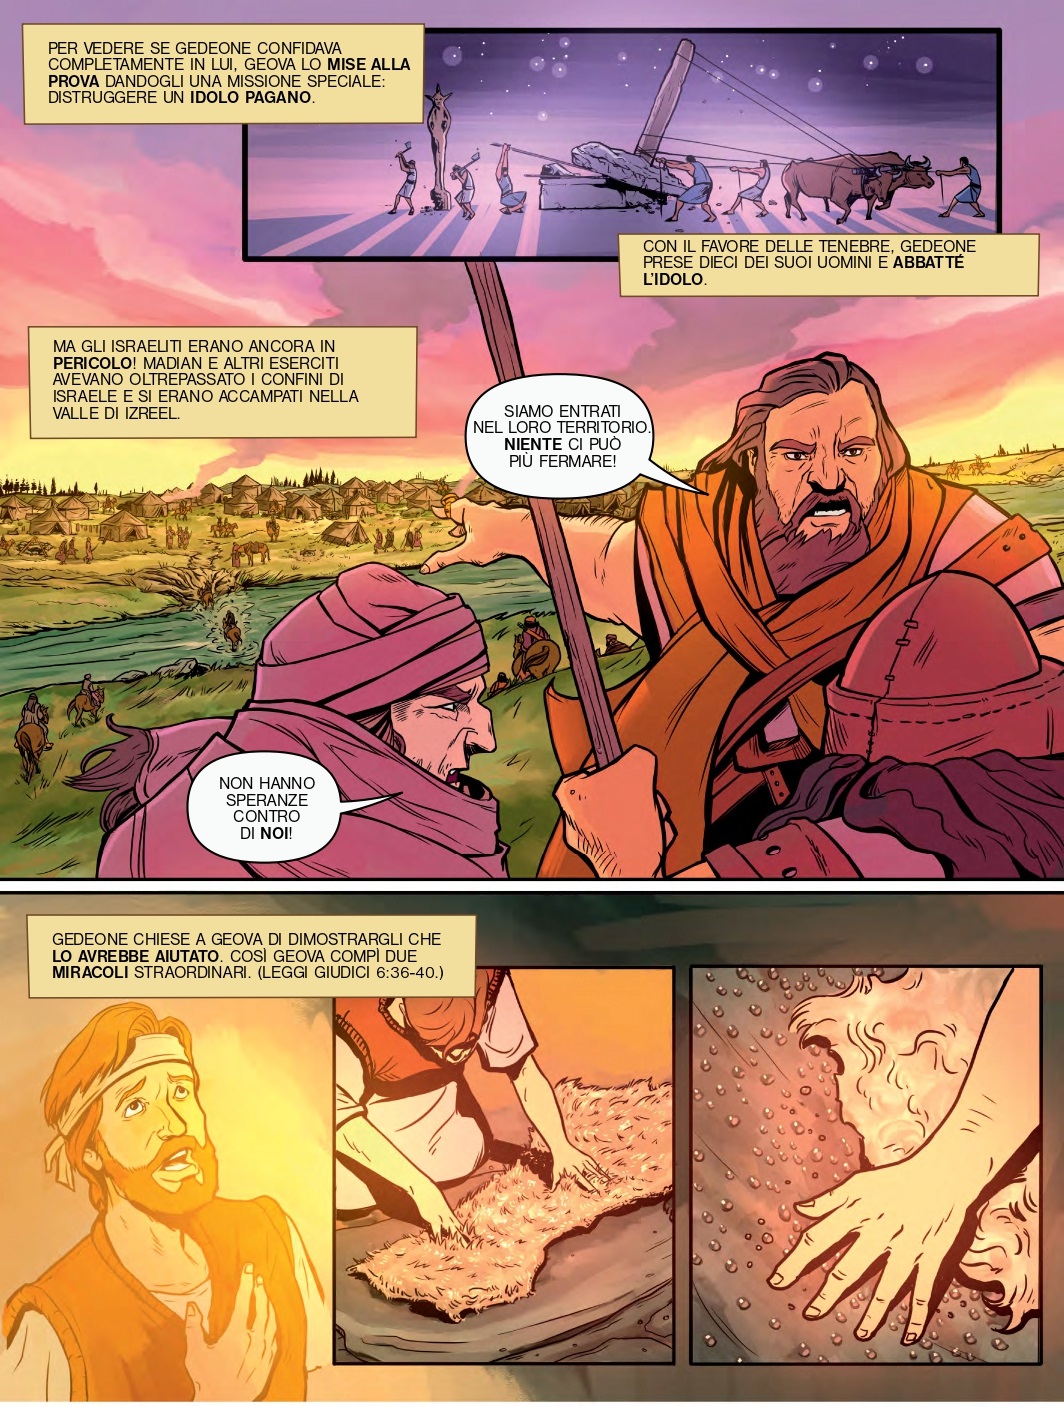 PER VEDERE SE GEDEONE CONFIDAVA
COMPLETAMENTE IN LUI, GEOVA LO MISE ALLA
PROVA DANDOGLI UNA MISSIONE SPECIALE:
DISTRUGGERE UN IDOLO PAGANO.
CON IL FAVORE DELLE TENEBRE, GEDEONE
PRESE DIECI DEI SUOI UOMINI E ABBATTÉ
L'IDOLO.
MA GLI ISRAELITI ERANO ANCORA IN
PERICOLO! MADIAN E ALTRI ESERCITI
AVEVANO OLTREPASSATO I CONFINI DI
ISRAELE E SI ERANO ACCAMPATI NELLA
VALLE DI IZREEL.
SIAMO ENTRATI
NEL LORO TERRITORIO.
NIENTE CI PUÒ
PIÙ FERMARE!
NON HANNO
SPERANZE
CONTRO
DI NOI!
GEDEONE CHIESE A GEOVA DI DIMOSTRARGLI CHE
LO AVREBBE AIUTATO. COSÌ GEOVA COMPÌ DUE
MIRACOLI STRAORDINARI. (LEGGI GIUDICI 6:36-40.)